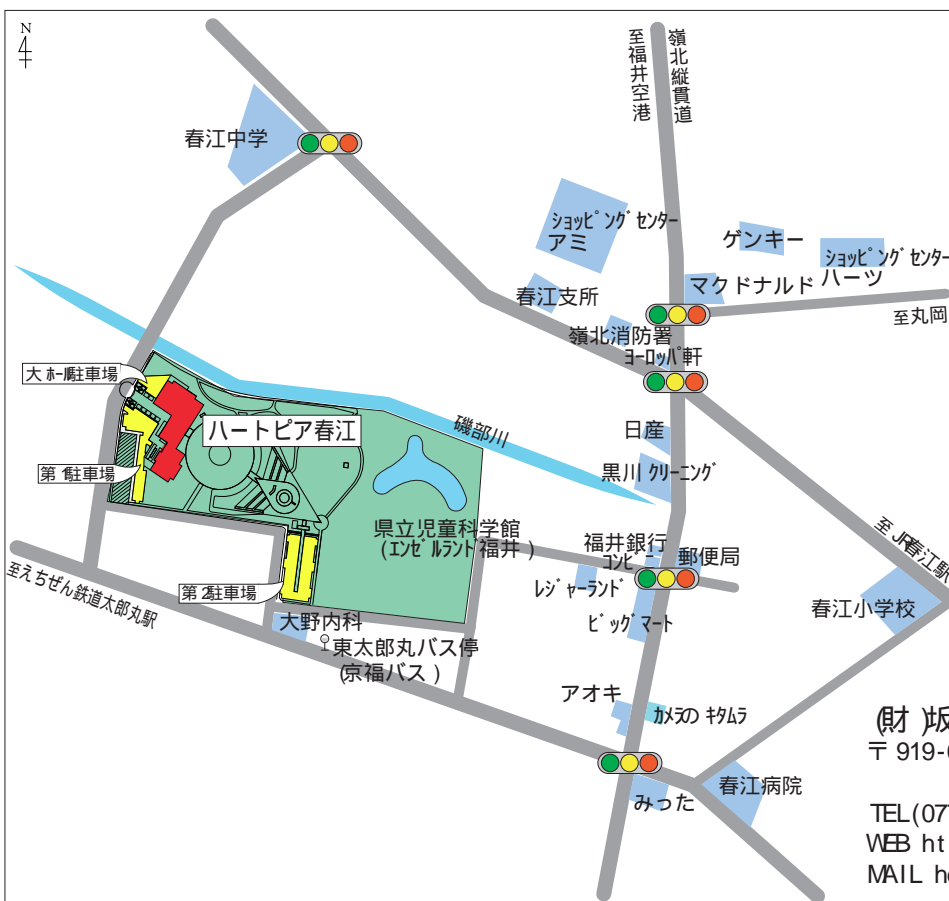 N
至福井空港
嶺北縦貫道
春江中学
ショッピングセンター
アミ
ゲンキー
ショッピングセンター
ハーツ
春江支所
マクドナルド
至丸岡
嶺北消防署
ヨーロッパ軒
大ホール駐車場
ハートピア春江
磯部川
日産
黒川クリーニング
第1駐車場
県立児童科学館
(エンゼルランド福井)
福井銀行
コンビニ
郵便局
至JR春江駅
レジャーランド
第2駐車場
至えちぜん鉄道太郎丸駅
大野内科
ビッグマート
春江小学校
東太郎丸バス停
(京福バス)
アオキ
カメラのキタムラ
(財)坂
〒919-
みった
春江病院
TEL(07
WEB ht
MAIL h